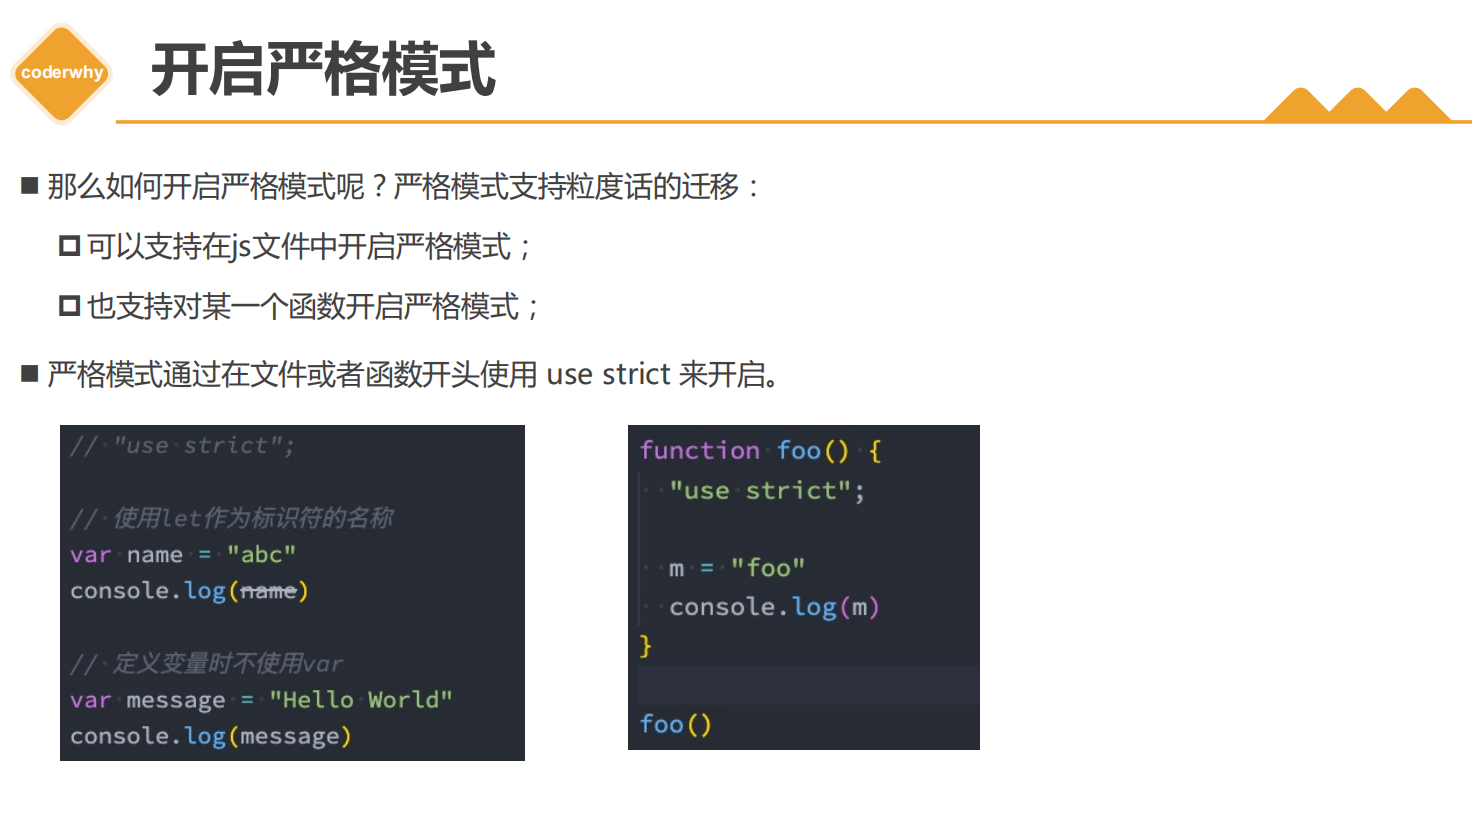 coderwhy
开启严格模式
那么如何开启严格模式呢？严格模式支持粒度话的迁移：
可以支持在js文件中开启严格模式；
也支持对某一个函数开启严格模式；
严格模式通过在文件或者函数开头使用 use strict 来开启。
// "use strict";
// 使用let作为标识符的名称
var name = "abc"
console.log(name)
// 定义变量时不使用var
var message = "Hello World"
console.log(message)
function foo() {
"use strict";
m = "foo"
console.log(m)
}
foo()